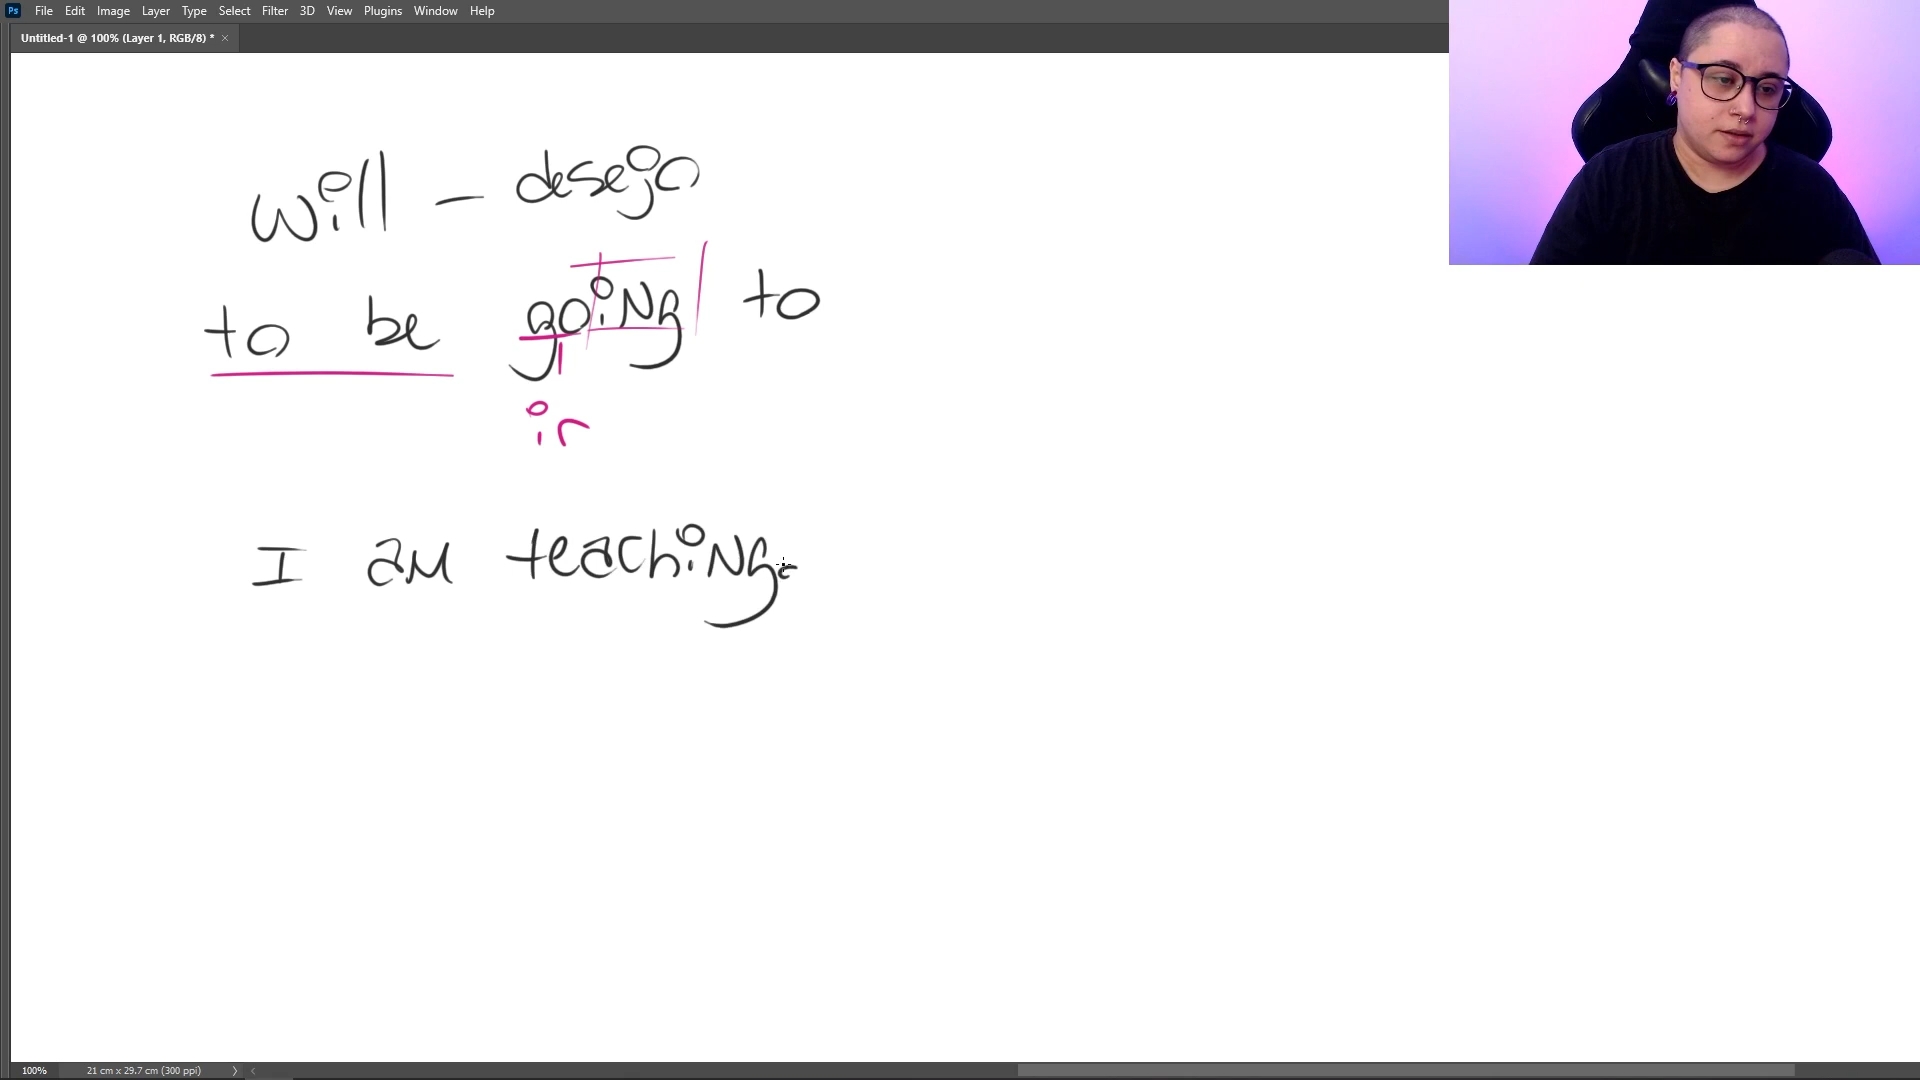 Ps File Edit Image Layer Type Select Filter 3D View Plugins Window Help
Untitled-1 @ 100% (Layer 1, RGB/8) * ×
will - desejo
to be going to
ir
I am teaching
100% 21 cm x 29.7 cm (300 ppi)